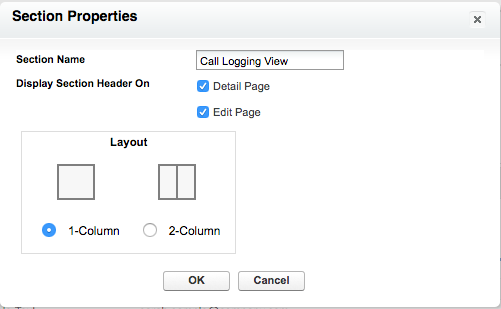 Section Properties
Section Name
Call Logging View
Display Section Header On
Detail Page
Edit Page
Layout
1-Column
2-Column
OK
Cancel